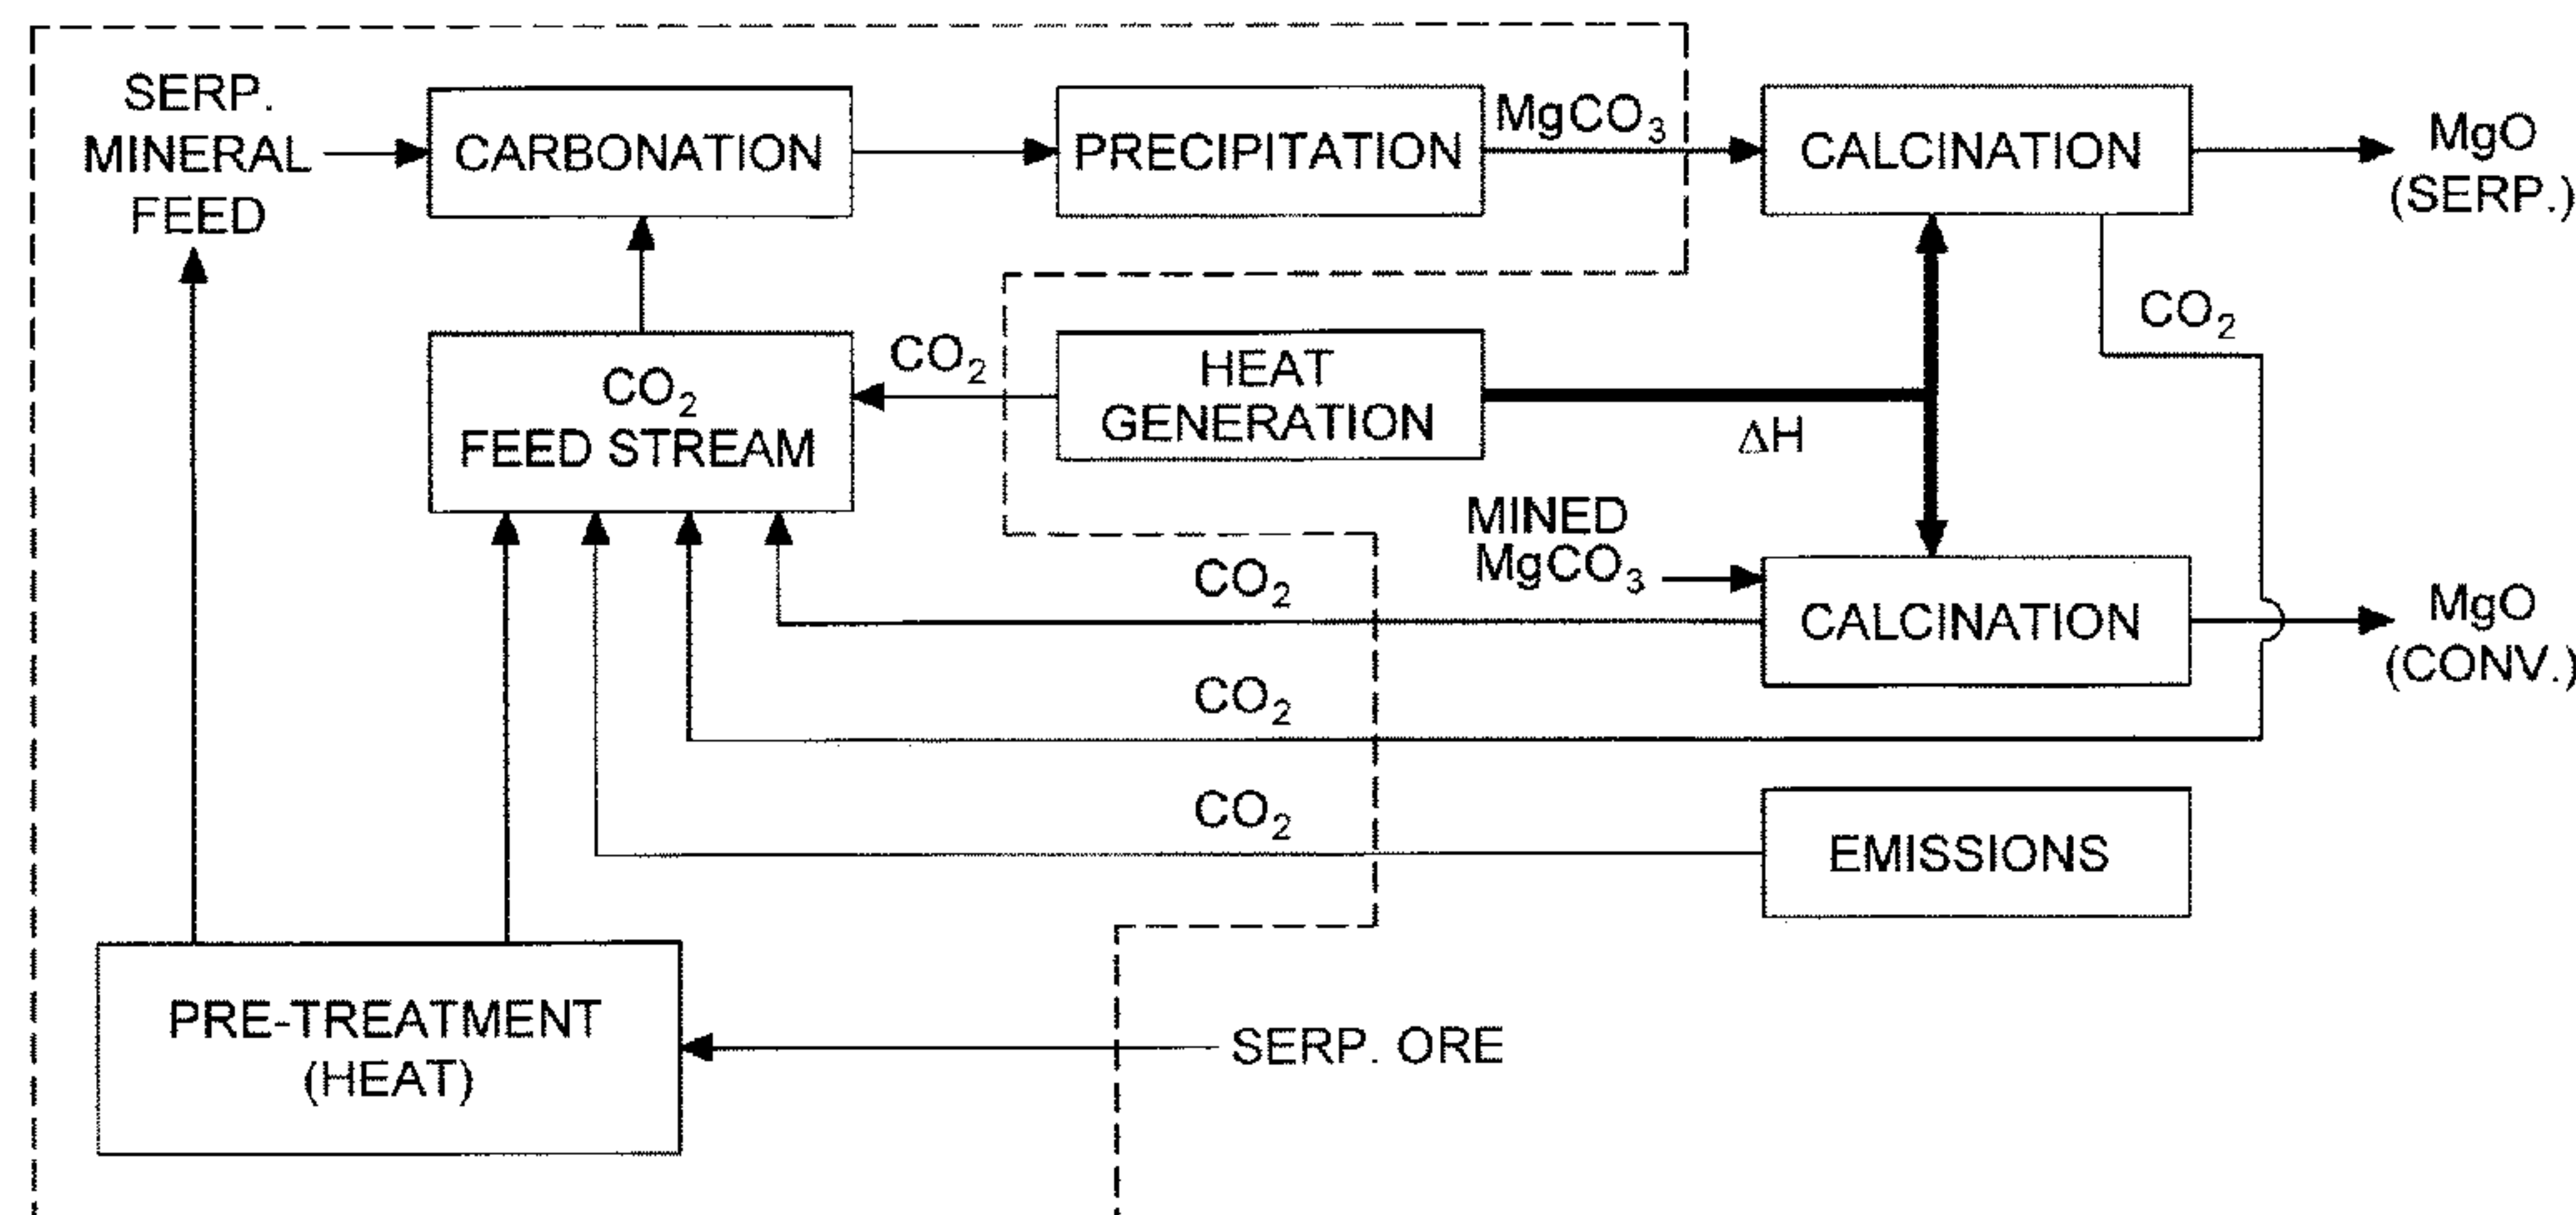 SERP.
MINERAL
FEED
CARBONATION
PRECIPITATION
MgCO₃
CALCINATION
MgO
(SERP.)
CO₂
FEED STREAM
CO₂
HEAT
GENERATION
ΔH
CO₂
MINED
MgCO₃
CALCINATION
MgO
(CONV.)
CO₂
CO₂
CO₂
EMISSIONS
PRE-TREATMENT
(HEAT)
SERP. ORE